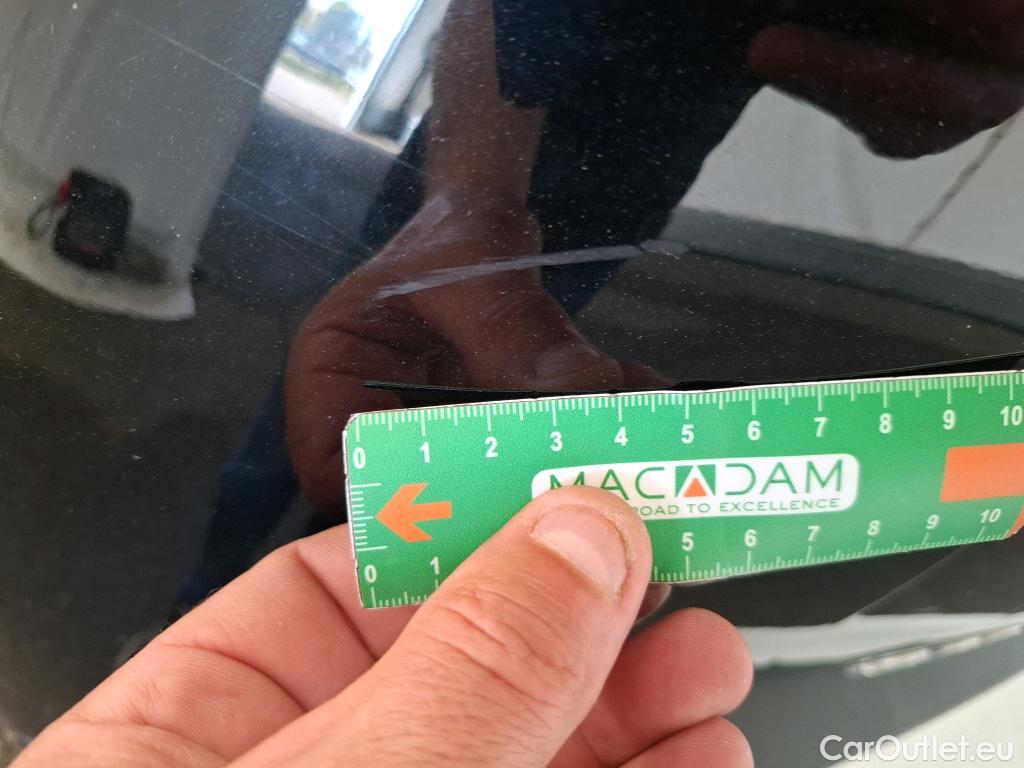 0 1 2 3 4 5 6 7 8 9 10
MACADAM
ROAD TO EXCELLENCE
0 1 5 6 7 8 9 10
CarOutlet.eu